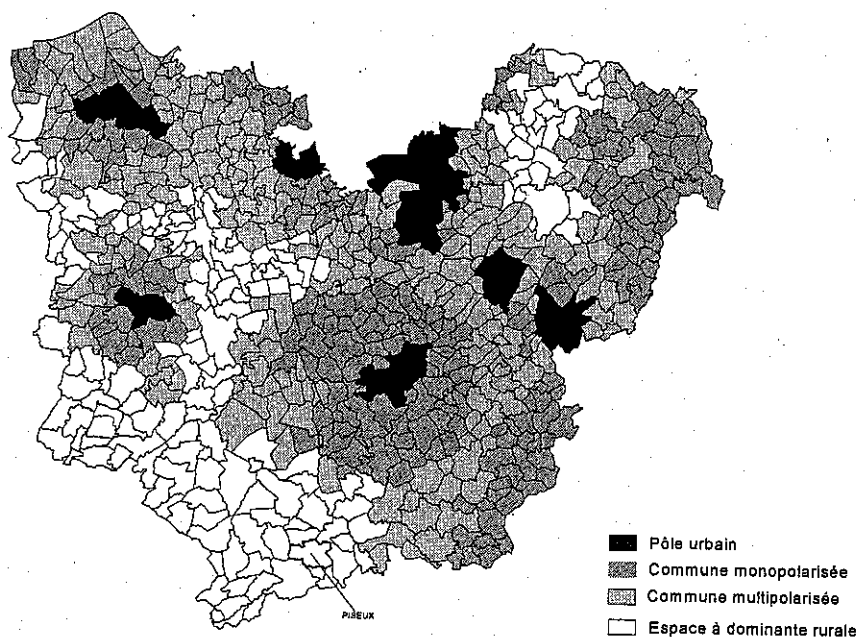 PISEUX
Pôle urbain
Commune monopolarisée
Commune multipolarisée
Espace à dominante rurale